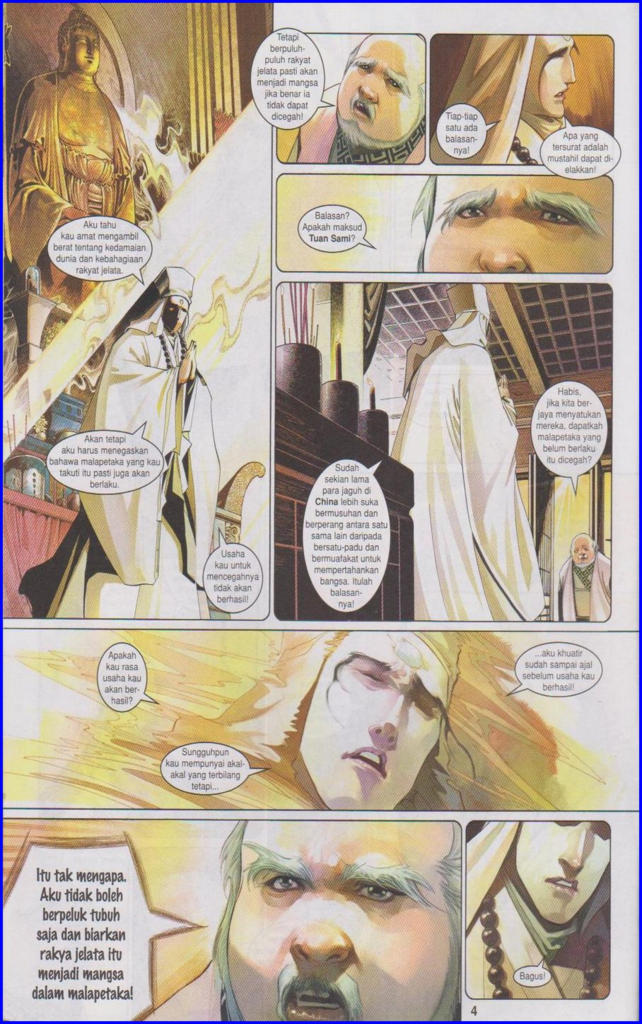 Aku tahu
kau amat mengambil
berat tentang kedamaian
dunia dan kebahagiaan
rakyat jelata.
Akan tetapi
aku harus menegaskan
bahawa malapetaka yang kau
takuti itu pasti juga akan
berlaku.
Usaha
kau untuk
mencegahnya
tidak akan
berhasil!
Tetapi
berpuluh-
puluh rakyat
jelata pasti akan
menjadi mangsa
jika benar ia
tidak dapat
dicegah!
Tiap-tiap
satu ada
balasan-
nya!
Apa yang
tersurat adalah
mustahil dapat di-
elakkan!
Balasan?
Apakah maksud
Tuan Sami?
Sudah
sekian lama
para jaguh di
China lebih suka
bermusuhan dan
berperang antara satu
sama lain daripada
bersatu-padu dan
bermuafakat untuk
mempertahankan
bangsa. Itulah
balasan-
nya!
Habis,
jika kita ber-
jaya menyatukan
mereka, dapatkah
malapetaka yang
belum berlaku
itu dicegah?
Apakah
kau rasa
usaha kau
akan ber-
hasil?
Sungguhpun
kau mempunyai akal-
akal yang terbilang
tetapi...
...aku khuatir
sudah sampai ajal
sebelum usaha kau
berhasil!
Itu tak mengapa.
Aku tidak boleh
berpeluk tubuh
saja dan biarkan
rakya jelata itu
menjadi mangsa
dalam malapetaka!
Bagus!
4